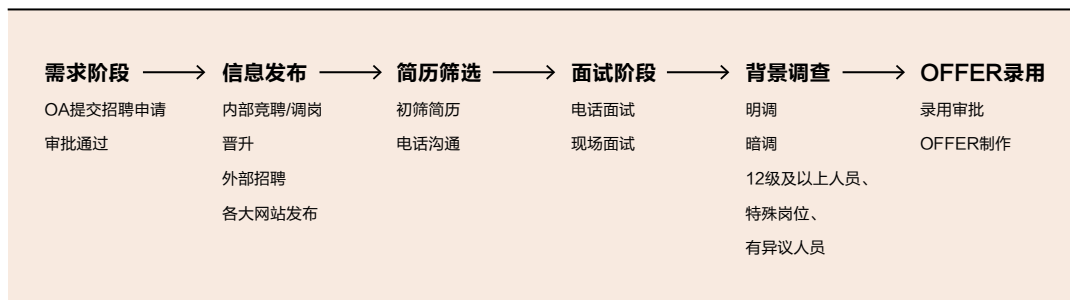 需求阶段
OA提交招聘申请
审批通过
信息发布
内部竞聘/调岗
晋升
外部招聘
各大网站发布
简历筛选
初筛简历
电话沟通
面试阶段
电话面试
现场面试
背景调查
明调
暗调
12级及以上人员、
特殊岗位、
有异议人员
OFFER录用
录用审批
OFFER制作